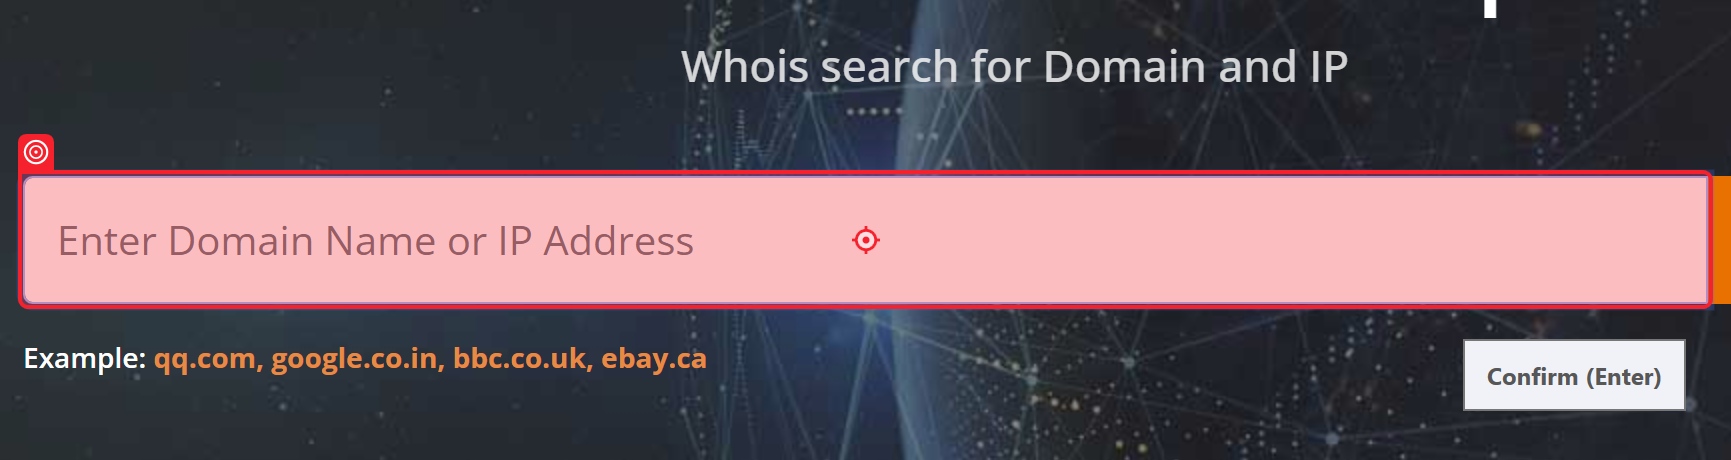 Whois search for Domain and IP
Enter Domain Name or IP Address
Example: qq.com, google.co.in, bbc.co.uk, ebay.ca
Confirm (Enter)